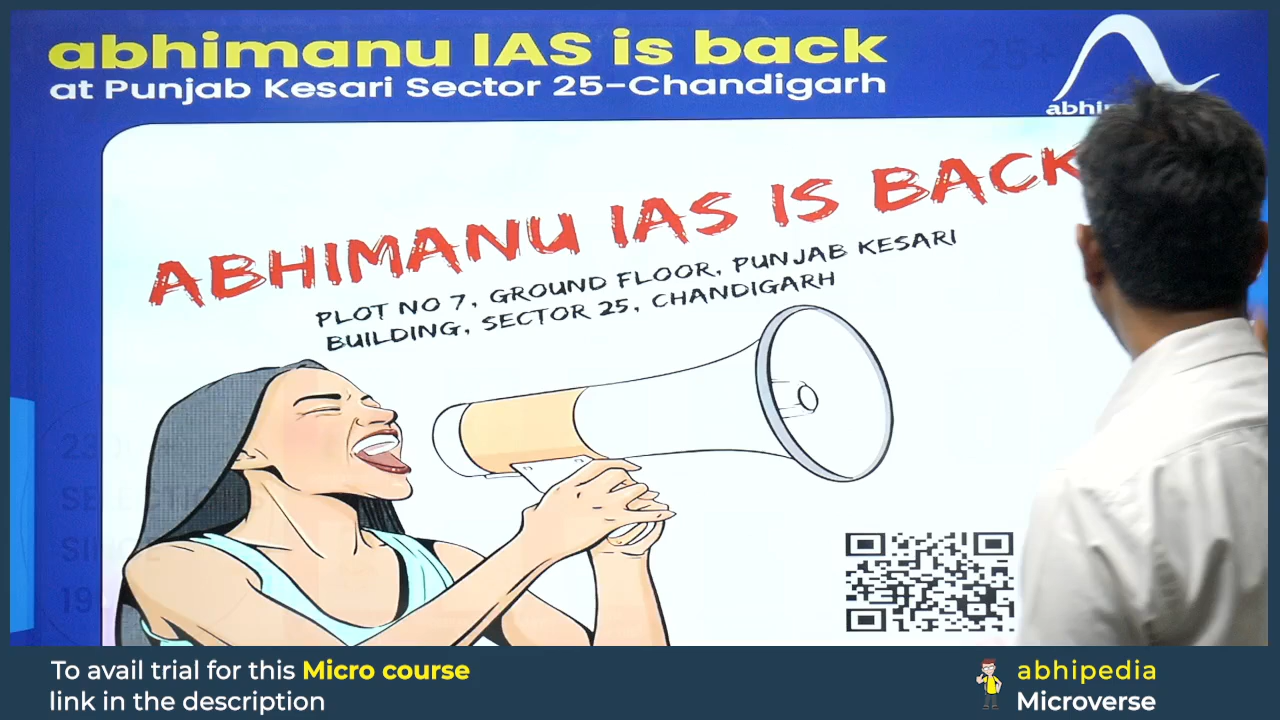 abhimanu IAS is back
at Punjab Kesari Sector 25-Chandigarh
25+
ABHIMANU IAS IS BACK
PLOT NO 7, GROUND FLOOR, PUNJAB KESARI
BUILDING, SECTOR 25, CHANDIGARH
SINCE
To avail trial for this Micro course
link in the description
abhipedia
Microverse